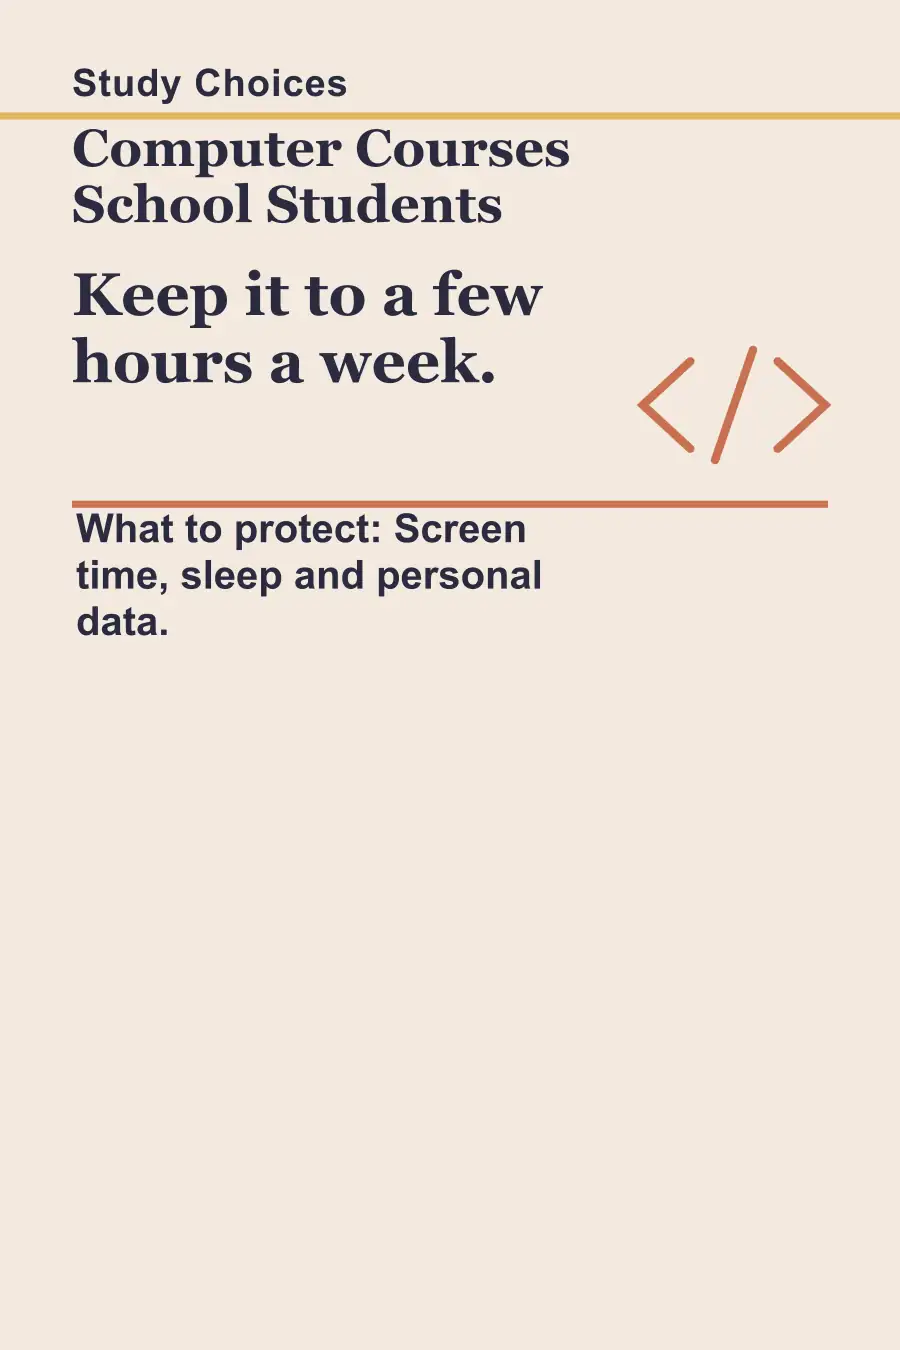 Study Choices
Computer Courses
School Students
Keep it to a few
hours a week.
What to protect: Screen
time, sleep and personal
data.